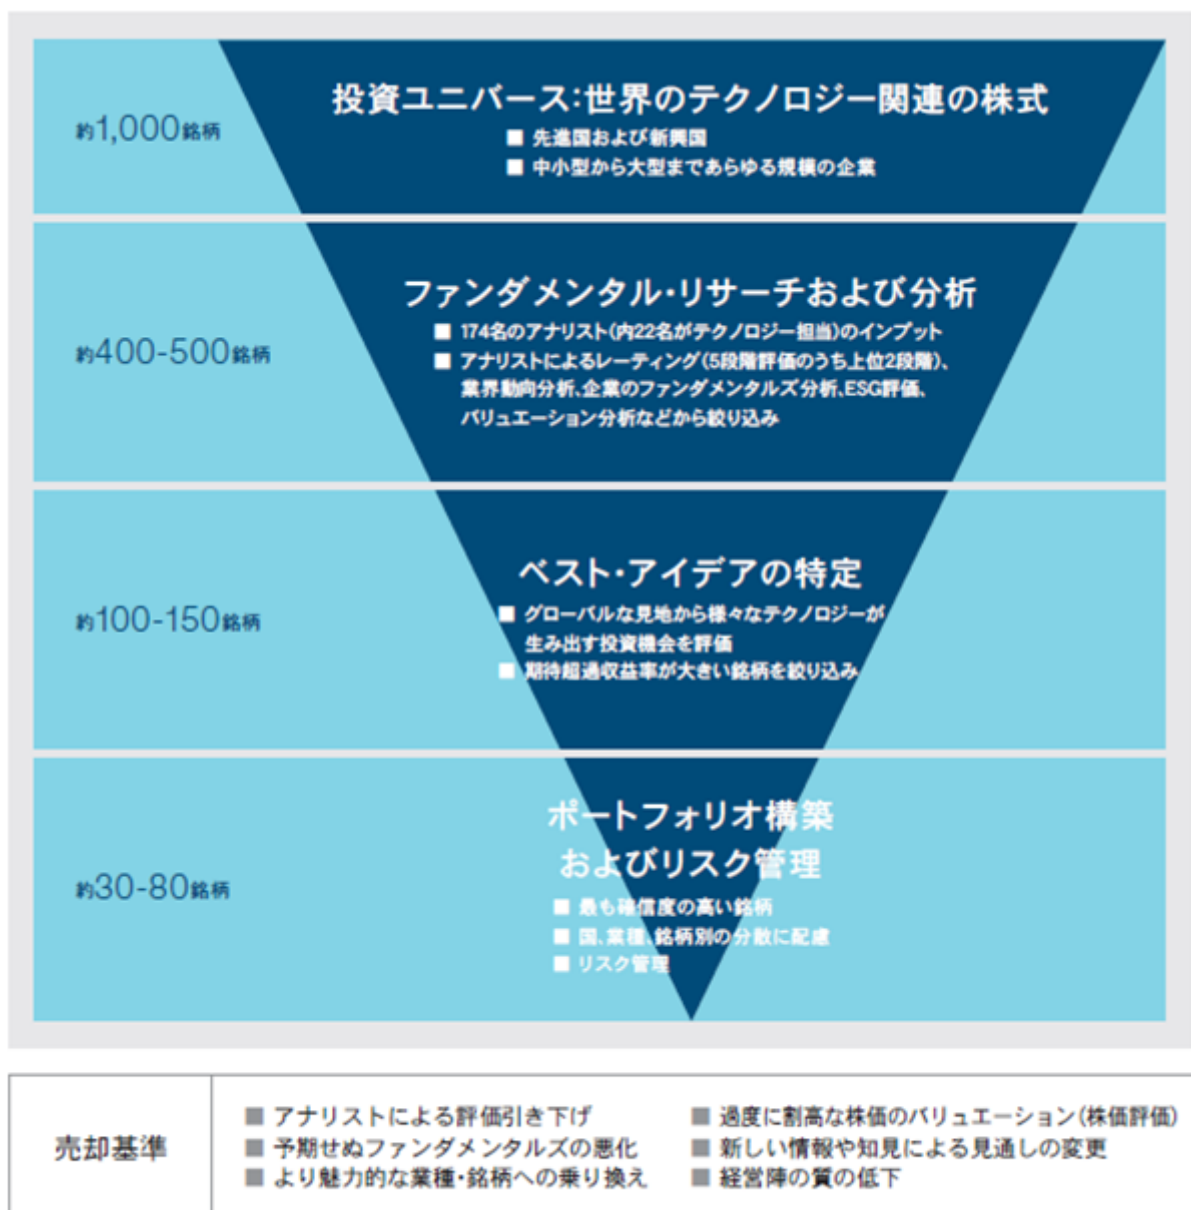 約1,000銘柄
投資ユニバース:世界のテクノロジー関連の株式
■ 先進国および新興国
■ 中小型から大型まであらゆる規模の企業
約400-500銘柄
ファンダメンタル・リサーチおよび分析
■ 174名のアナリスト(内22名がテクノロジー担当)のインプット
■ アナリストによるレーティング(5段階評価のうち上位2段階)、
業界動向分析、企業のファンダメンタルズ分析、ESG評価、
バリュエーション分析などから絞り込み
約100-150銘柄
ベスト・アイデアの特定
■ グローバルな見地から様々なテクノロジーが
生み出す投資機会を評価
■ 期待超過収益率が大きい銘柄を絞り込み
約30-80銘柄
ポートフォリオ構築
およびリスク管理
■ 最も確信度の高い銘柄
■ 国、業種、銘柄別の分散に配慮
■ リスク管理
売却基準
■ アナリストによる評価引き下げ
■ 予期せぬファンダメンタルズの悪化
■ より魅力的な業種・銘柄への乗り換え
■ 過度に割高な株価のバリュエーション(株価評価)
■ 新しい情報や知見による見通しの変更
■ 経営陣の質の低下